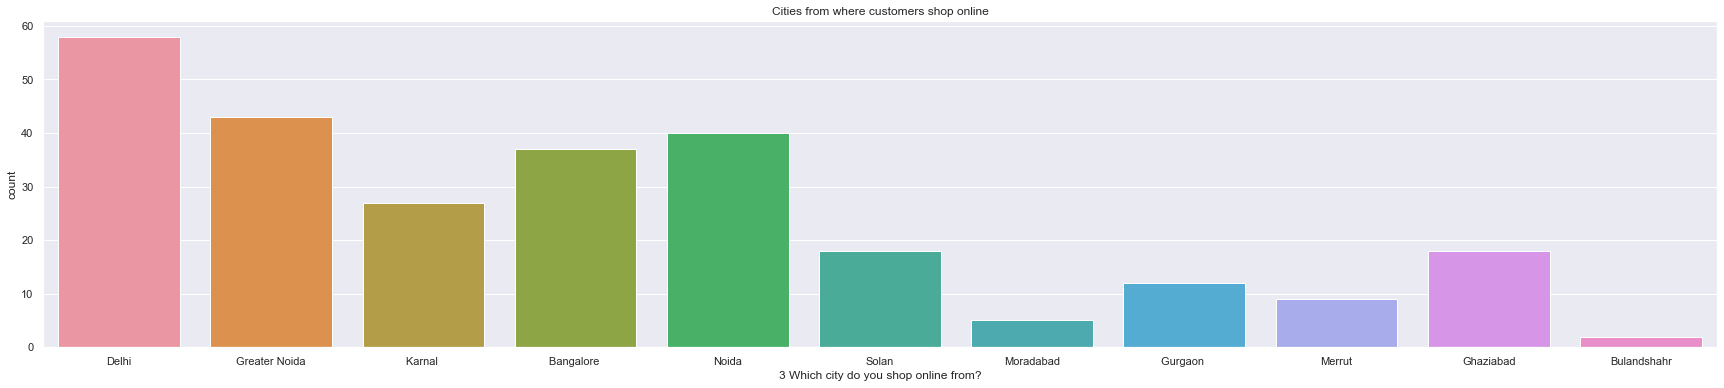 Cities from where customers shop online
60
50
40
30
20
10
0
count
Delhi Greater Noida Karnal Bangalore Noida Solan Moradabad Gurgaon Merrut Ghaziabad Bulandshahr
3 Which city do you shop online from?